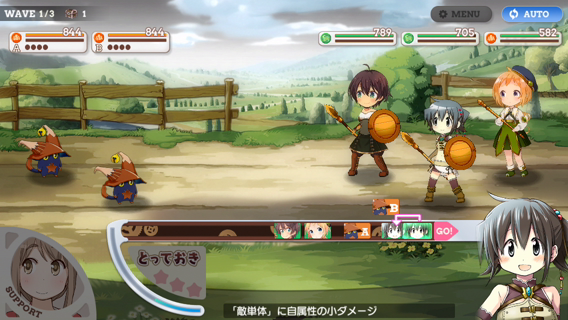 WAVE 1/3 1
MENU
AUTO
844
844
789
705
582
A
B
B
A
GO!
とっておき
SUPPORT
「敵単体」に自属性の小ダメージ